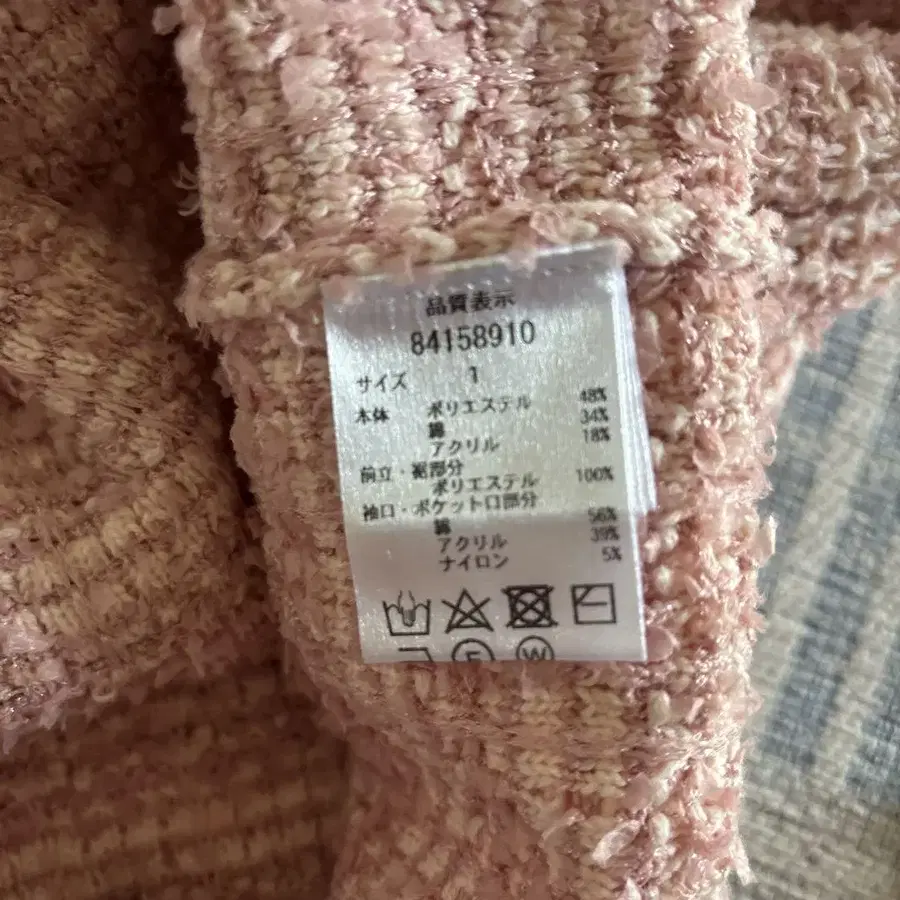 品質表示
84158910
サイズ 1
本体 ポリエステル 48%
綿 34%
アクリル 18%
前立・裾部分
ポリエステル 100%
袖口・ポケット口部分
綿 56%
アクリル 39%
ナイロン 5%
F W